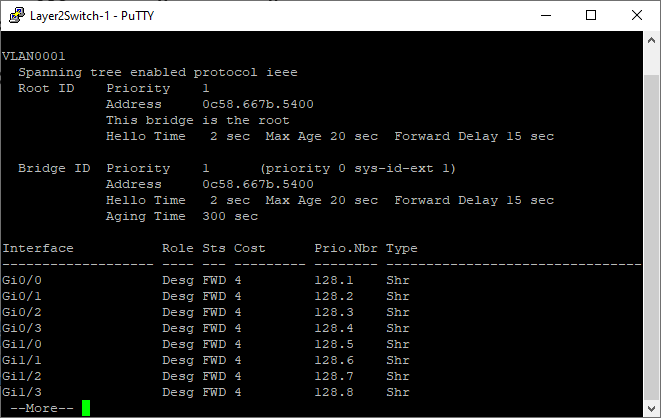 Layer2Switch-1 - PuTTY
VLAN0001
  Spanning tree enabled protocol ieee
  Root ID    Priority    1
             Address     0c58.667b.5400
             This bridge is the root
             Hello Time   2 sec  Max Age 20 sec  Forward Delay 15 sec
  Bridge ID  Priority    1      (priority 0 sys-id-ext 1)
             Address     0c58.667b.5400
             Hello Time   2 sec  Max Age 20 sec  Forward Delay 15 sec
             Aging Time  300 sec
Interface           Role Sts Cost      Prio.Nbr Type
------------------- ---- --- --------- -------- --------------------------------
Gi0/0               Desg FWD 4         128.1    Shr
Gi0/1               Desg FWD 4         128.2    Shr
Gi0/2               Desg FWD 4         128.3    Shr
Gi0/3               Desg FWD 4         128.4    Shr
Gi1/0               Desg FWD 4         128.5    Shr
Gi1/1               Desg FWD 4         128.6    Shr
Gi1/2               Desg FWD 4         128.7    Shr
Gi1/3               Desg FWD 4         128.8    Shr
 --More--